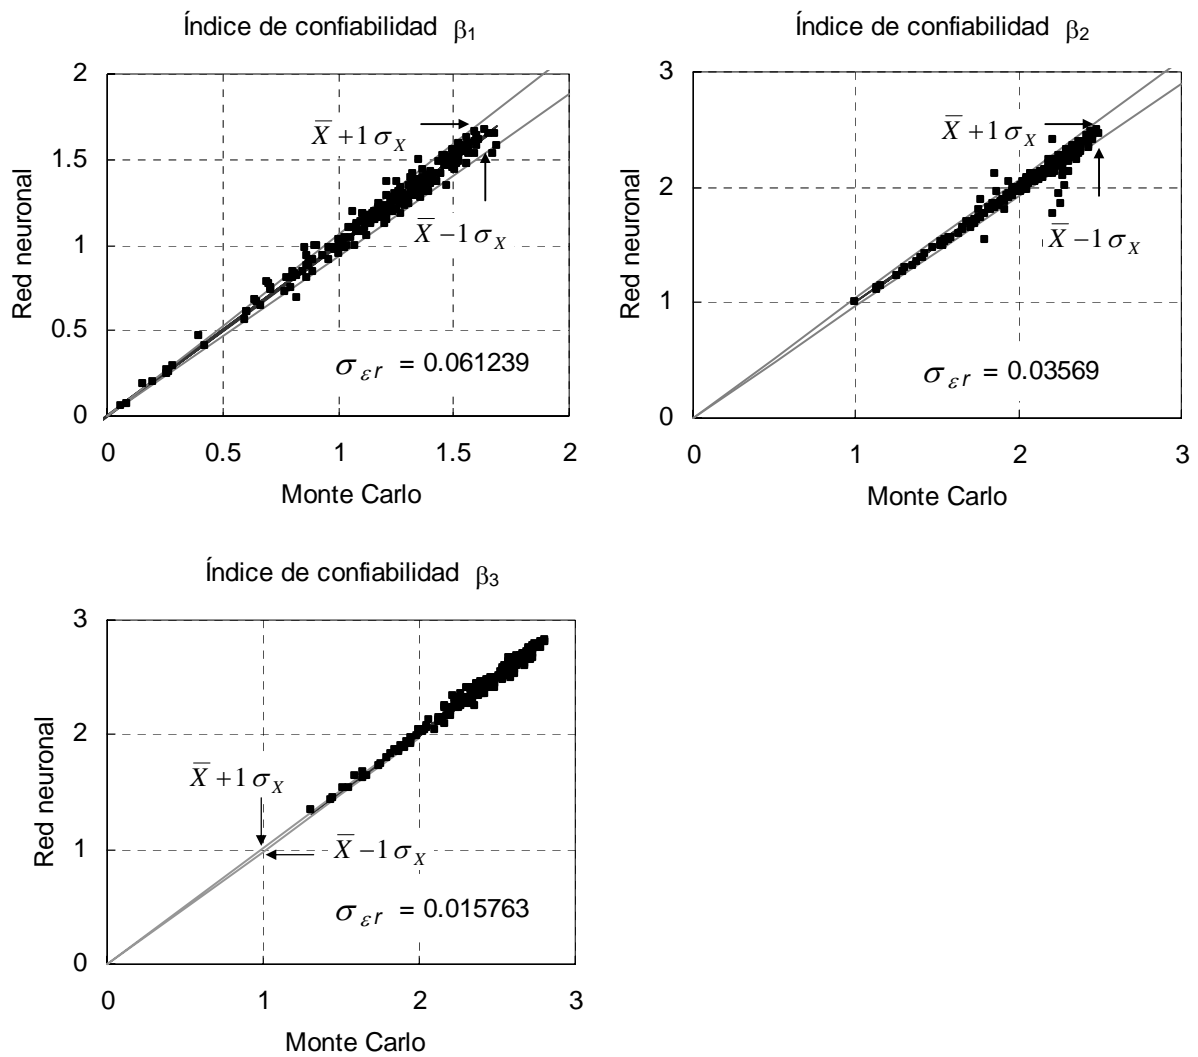 Índice de confiabilidad β1
2
1.5
1
0.5
0
Red neuronal
X̅ +1 σX
X̅ −1 σX
σεr = 0.061239
0 0.5 1 1.5 2
Monte Carlo
Índice de confiabilidad β2
3
2
1
0
Red neuronal
X̅ +1 σX
X̅ −1 σX
σεr = 0.03569
0 1 2 3
Monte Carlo
Índice de confiabilidad β3
3
2
1
0
Red neuronal
X̅ +1 σX
X̅ −1 σX
σεr = 0.015763
0 1 2 3
Monte Carlo